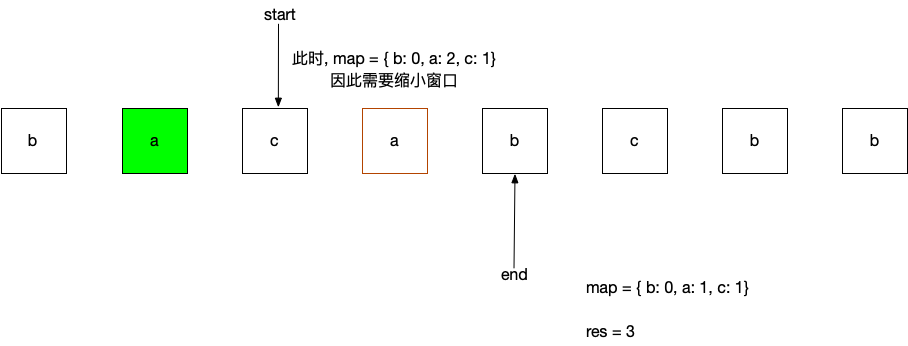 start
此时, map = { b: 0, a: 2, c: 1}
因此需要缩小窗口
b a c a b c b b
end
map = { b: 0, a: 1, c: 1}
res = 3